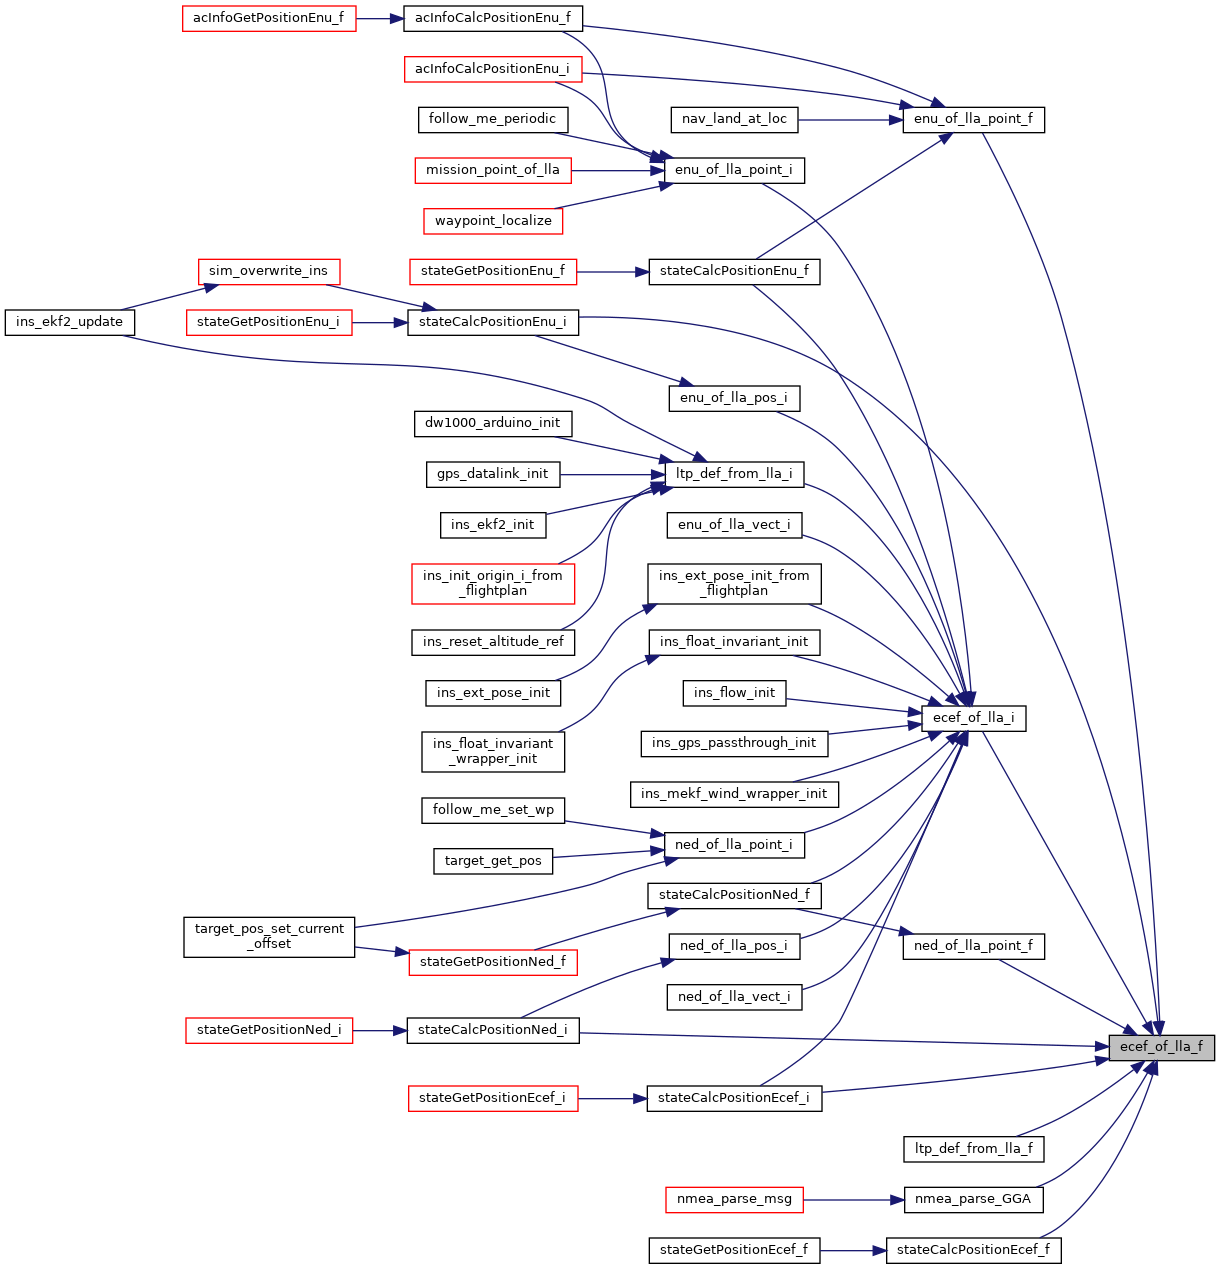 acInfoGetPositionEnu_f
acInfoCalcPositionEnu_f
acInfoCalcPositionEnu_i
follow_me_periodic
nav_land_at_loc
enu_of_lla_point_f
mission_point_of_lla
enu_of_lla_point_i
waypoint_localize
sim_overwrite_ins
stateGetPositionEnu_f
stateCalcPositionEnu_f
ins_ekf2_update
stateGetPositionEnu_i
stateCalcPositionEnu_i
enu_of_lla_pos_i
dw1000_arduino_init
gps_datalink_init
ltp_def_from_lla_i
ins_ekf2_init
enu_of_lla_vect_i
ins_init_origin_i_from
_flightplan
ins_ext_pose_init_from
_flightplan
ins_reset_altitude_ref
ins_float_invariant_init
ins_ext_pose_init
ins_flow_init
ecef_of_lla_i
ins_float_invariant
_wrapper_init
ins_gps_passthrough_init
ins_mekf_wind_wrapper_init
follow_me_set_wp
ned_of_lla_point_i
target_get_pos
stateCalcPositionNed_f
target_pos_set_current
_offset
stateGetPositionNed_f
ned_of_lla_pos_i
ned_of_lla_point_f
ned_of_lla_vect_i
stateGetPositionNed_i
stateCalcPositionNed_i
ecef_of_lla_f
stateGetPositionEcef_i
stateCalcPositionEcef_i
ltp_def_from_lla_f
nmea_parse_msg
nmea_parse_GGA
stateGetPositionEcef_f
stateCalcPositionEcef_f